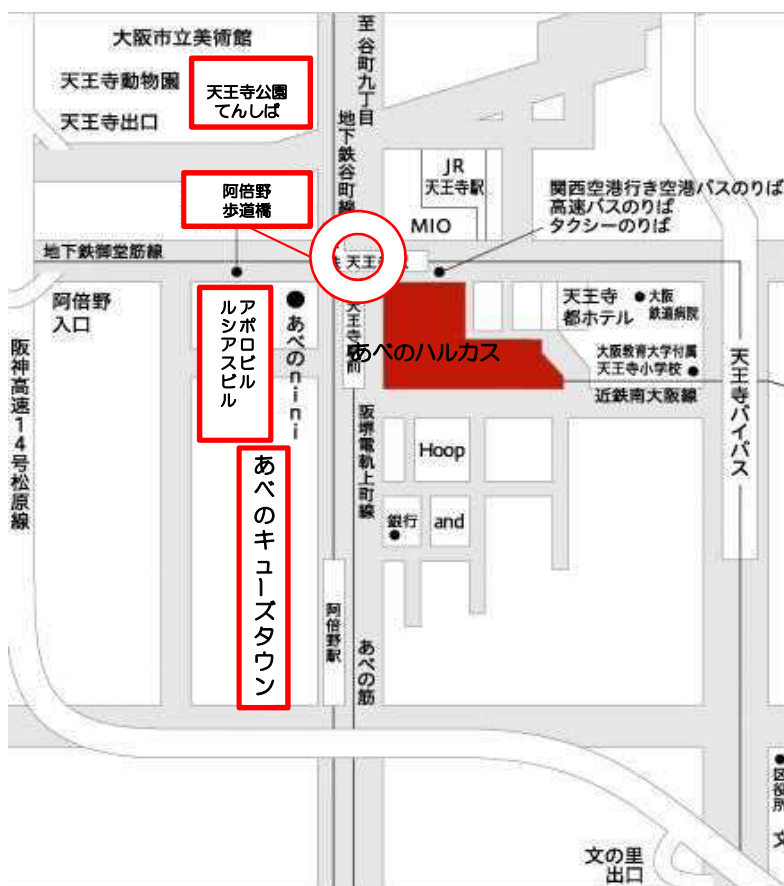 大阪市立美術館
天王寺動物園
天王寺出口
天王寺公園
てんしば
至 谷町九丁目
地下鉄谷町線
JR
天王寺駅
MIO
関西空港行き空港バスのりば
高速バスのりば
タクシーのりば
阿倍野
歩道橋
地下鉄御堂筋線
天王
阿倍野
入口
アポロビル
ルシアスビル
あべのnini
天王寺駅前
あべのハルカス
天王寺
都ホテル
大阪
鉄道病院
大阪教育大学付属
天王寺小学校
近鉄南大阪線
天王寺バイパス
阪神高速14号松原線
阪堺電軌上町線
Hoop
銀行
and
あべのキューズタウン
阿倍野駅
あべの筋
区役所
文
文の里
出口